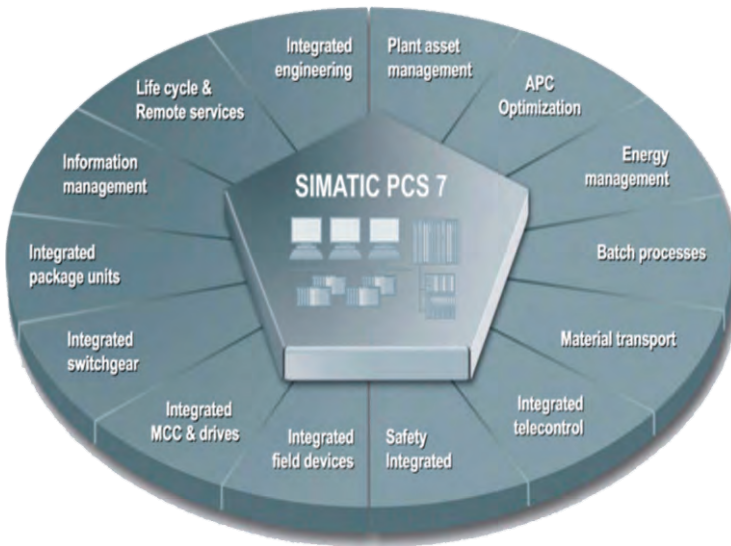 Integrated
engineering
Plant asset
management
APC
Optimization
Energy
management
Batch processes
Material transport
Integrated
telecontrol
Safety
Integrated
Integrated
field devices
Integrated
MCC & drives
Integrated
switchgear
Integrated
package units
Information
management
Life cycle &
Remote services
SIMATIC PCS 7